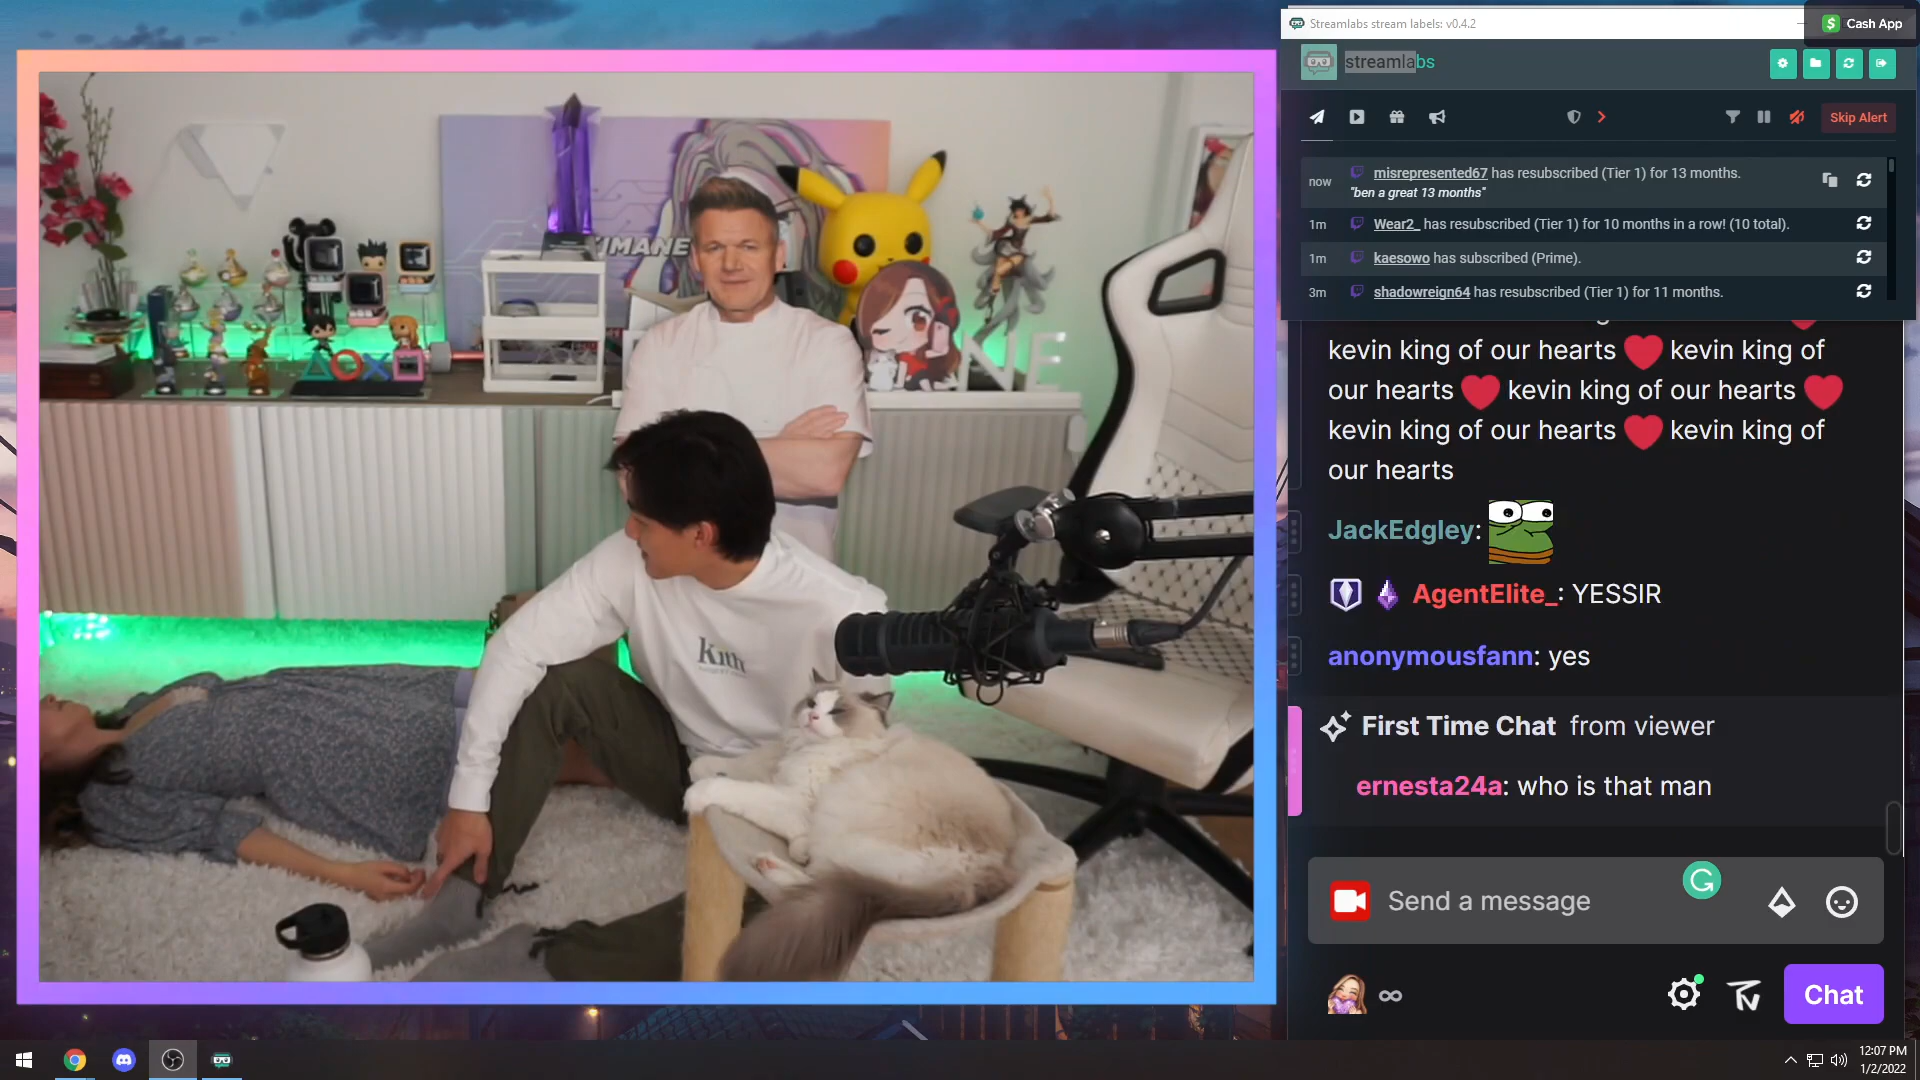 Streamlabs stream labels: v0.4.2
Cash App
streamlabs
Skip Alert
now
misrepresented67 has resubscribed (Tier 1) for 13 months.
"ben a great 13 months"
1m
Wear2_ has resubscribed (Tier 1) for 10 months in a row! (10 total).
1m
kaesowo has subscribed (Prime).
3m
shadowreign64 has resubscribed (Tier 1) for 11 months.
kevin king of our hearts ❤ kevin king of
our hearts ❤ kevin king of our hearts ❤
kevin king of our hearts ❤ kevin king of
our hearts
JackEdgley:
AgentElite_: YESSIR
anonymousfann: yes
First Time Chat from viewer
ernesta24a: who is that man
Send a message
Chat
KIMANE
NE
kith
12:07 PM
1/2/2022